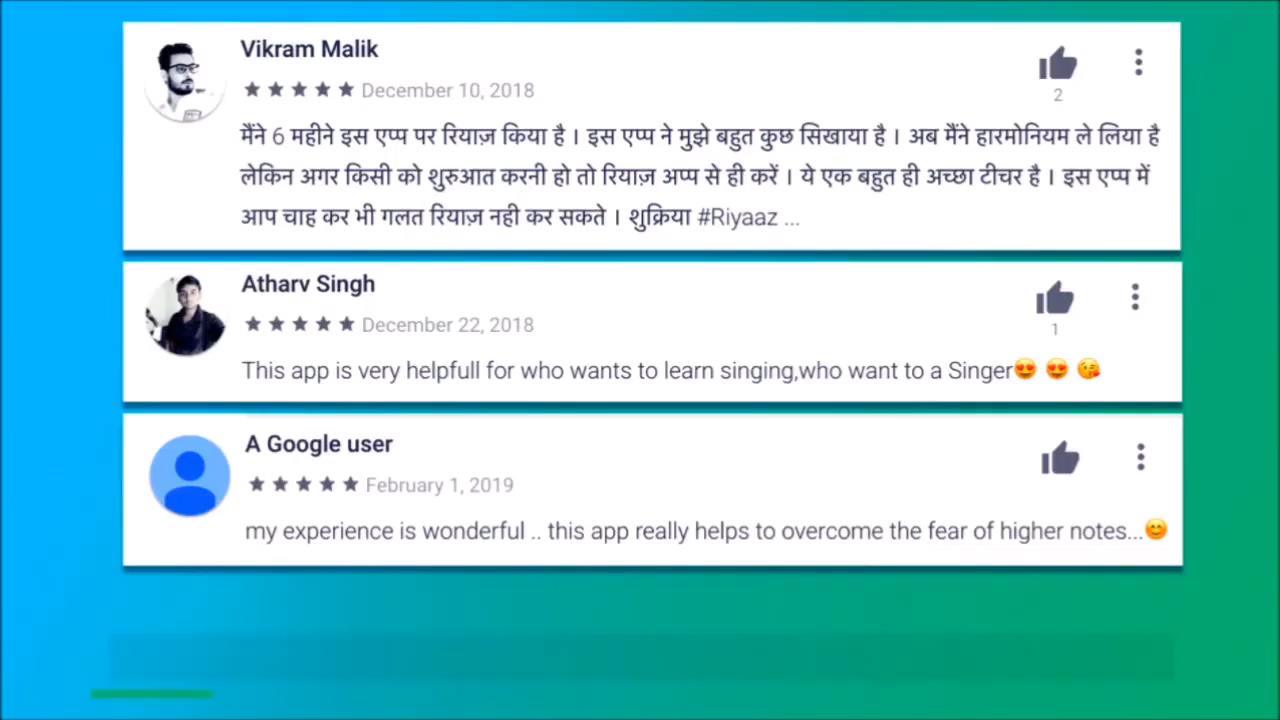 Vikram Malik
★ ★ ★ ★ ★ December 10, 2018
2
मैंने 6 महीने इस एप्प पर रियाज़ किया है । इस एप्प ने मुझे बहुत कुछ सिखाया है । अब मैंने हारमोनियम ले लिया है
लेकिन अगर किसी को शुरुआत करनी हो तो रियाज़ अप्प से ही करें । ये एक बहुत ही अच्छा टीचर है । इस एप्प में
आप चाह कर भी गलत रियाज़ नही कर सकते । शुक्रिया #Riyaaz ...
Atharv Singh
★ ★ ★ ★ ★ December 22, 2018
1
This app is very helpfull for who wants to learn singing,who want to a Singer😍 😍 😘
A Google user
★ ★ ★ ★ ★ February 1, 2019
my experience is wonderful .. this app really helps to overcome the fear of higher notes...😊